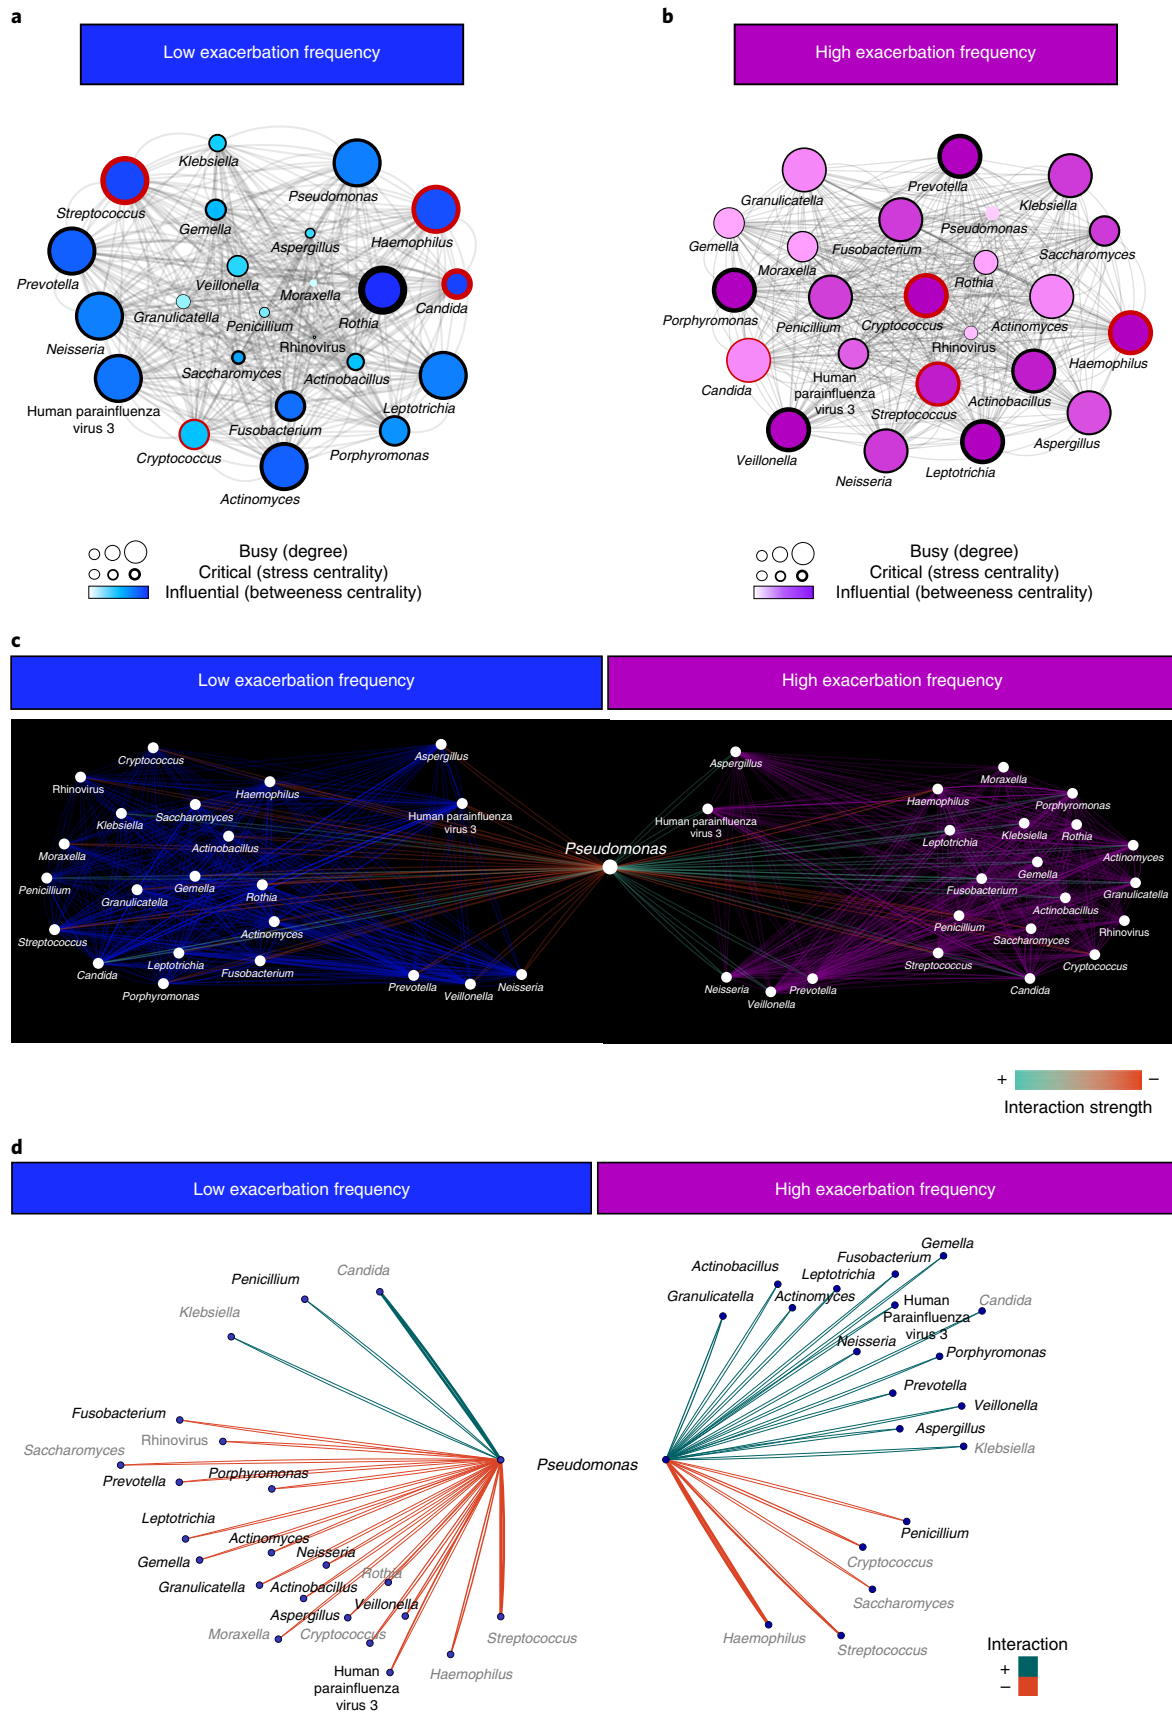 a
Low exacerbation frequency
Klebsiella
Pseudomonas
Streptococcus
Gemella
Haemophilus
Aspergillus
Prevotella
Veillonella
Moraxella
Candida
Granulicatella
Penicillium
Rothia
Neisseria
Rhinovirus
Saccharomyces
Actinobacillus
Human parainfluenza
virus 3
Leptotrichia
Fusobacterium
Cryptococcus
Porphyromonas
Actinomyces
Busy (degree)
Critical (stress centrality)
Influential (betweeness centrality)
b
High exacerbation frequency
Prevotella
Granulicatella
Klebsiella
Pseudomonas
Gemella
Fusobacterium
Saccharomyces
Moraxella
Rothia
Porphyromonas
Penicillium
Cryptococcus
Actinomyces
Rhinovirus
Haemophilus
Candida
Human
parainfluenza
virus 3
Actinobacillus
Streptococcus
Aspergillus
Veillonella
Leptotrichia
Neisseria
Busy (degree)
Critical (stress centrality)
Influential (betweeness centrality)
c
Low exacerbation frequency
High exacerbation frequency
Cryptococcus
Aspergillus
Rhinovirus
Haemophilus
Saccharomyces
Klebsiella
Human parainfluenza
virus 3
Actinobacillus
Moraxella
Penicillium
Gemella
Granulicatella
Rothia
Streptococcus
Actinomyces
Candida
Leptotrichia
Fusobacterium
Porphyromonas
Prevotella
Veillonella
Neisseria
Pseudomonas
Aspergillus
Moraxella
Haemophilus
Porphyromonas
Human parainfluenza
virus 3
Leptotrichia
Klebsiella
Rothia
Actinomyces
Gemella
Fusobacterium
Granulicatella
Actinobacillus
Penicillium
Rhinovirus
Saccharomyces
Streptococcus
Cryptococcus
Neisseria
Prevotella
Candida
Veillonella
+ −
Interaction strength
d
Low exacerbation frequency
High exacerbation frequency
Candida
Penicillium
Klebsiella
Fusobacterium
Rhinovirus
Saccharomyces
Prevotella
Porphyromonas
Leptotrichia
Actinomyces
Gemella
Neisseria
Rothia
Granulicatella
Actinobacillus
Aspergillus
Veillonella
Moraxella
Cryptococcus
Streptococcus
Human
parainfluenza
virus 3
Haemophilus
Pseudomonas
Gemella
Fusobacterium
Actinobacillus
Leptotrichia
Granulicatella
Actinomyces
Human
Parainfluenza
virus 3
Candida
Neisseria
Porphyromonas
Prevotella
Veillonella
Aspergillus
Klebsiella
Penicillium
Cryptococcus
Saccharomyces
Haemophilus
Streptococcus
Interaction
+
−